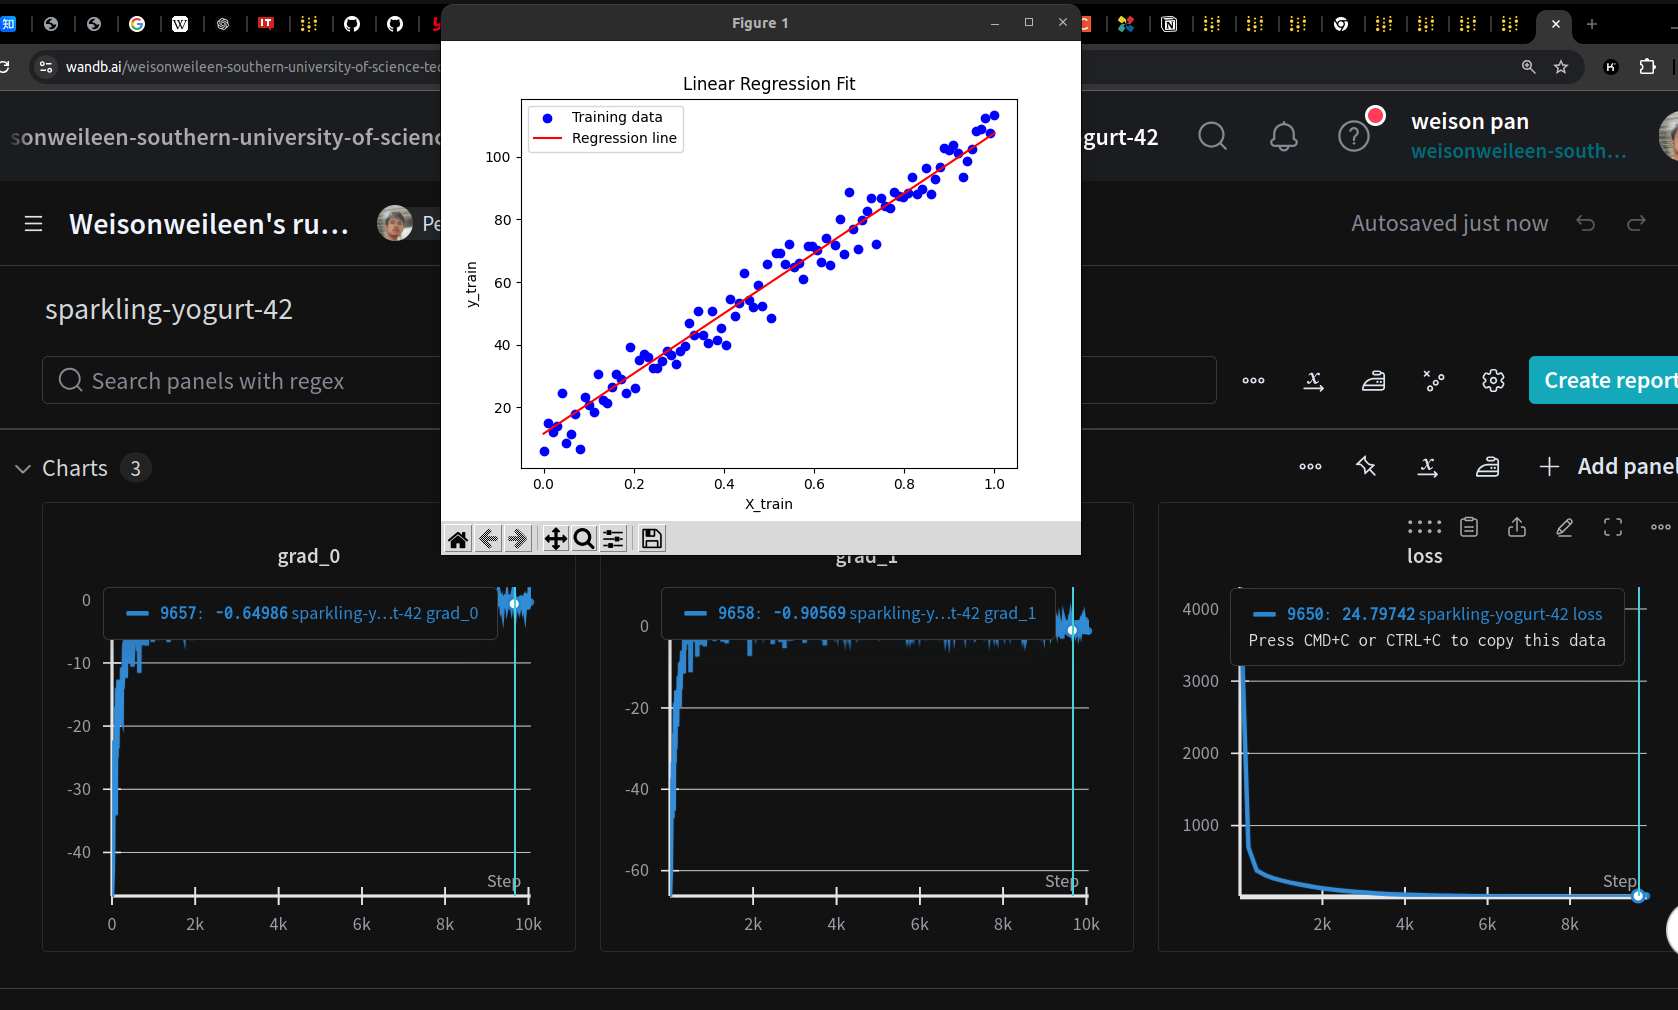 知
W
IT
Figure 1
wandb.ai/weisonweileen-southern-university-of-science-tec
sonweileen-southern-university-of-scienc
gurt-42
weison pan
weisonweileen-south...
Weisonweileen's ru...
Pe
Autosaved just now
sparkling-yogurt-42
Search panels with regex
Create report
Charts 3
Add pane
Linear Regression Fit
Training data
Regression line
y_train
100
80
60
40
20
0.0 0.2 0.4 0.6 0.8 1.0
X_train
grad_0
9657: -0.64986 sparkling-y...t-42 grad_0
0
-10
-20
-30
-40
Step
0 2k 4k 6k 8k 10k
grad_1
9658: -0.90569 sparkling-y...t-42 grad_1
0
-20
-40
-60
Step
2k 4k 6k 8k 10k
loss
9650: 24.79742 sparkling-yogurt-42 loss
Press CMD+C or CTRL+C to copy this data
4000
3000
2000
1000
Step
2k 4k 6k 8k